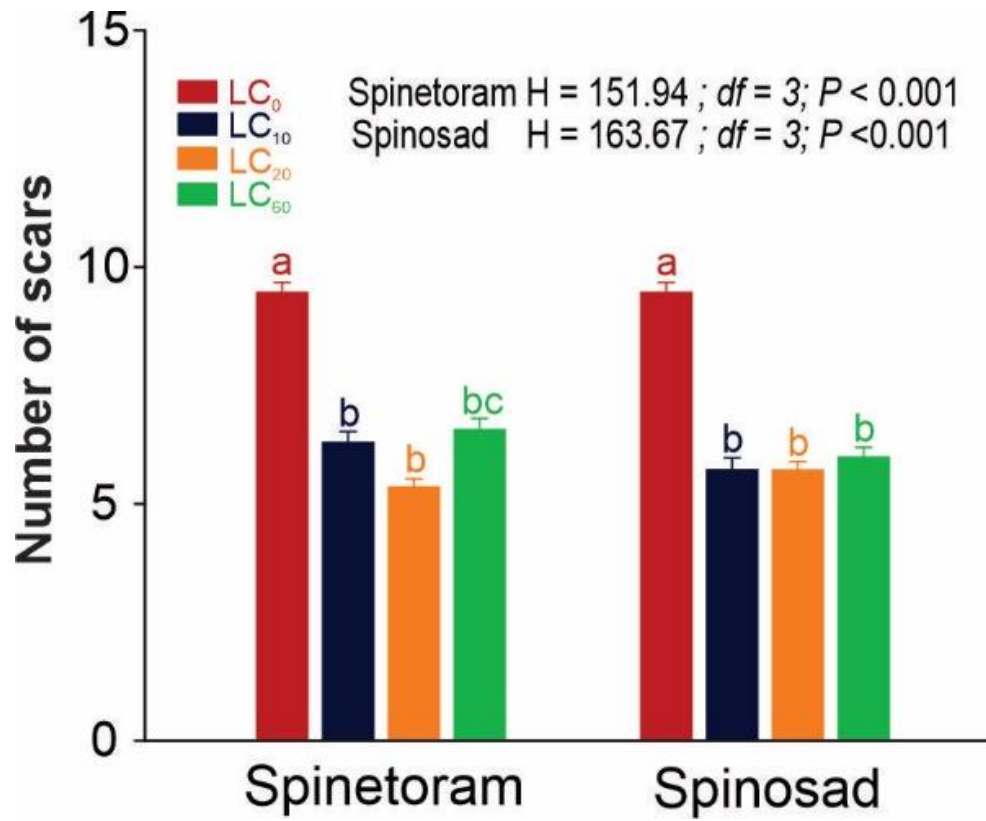 15
LC₀
LC₁₀
LC₂₀
LC₆₀
Spinetoram H = 151.94 ; df = 3; P < 0.001
Spinosad H = 163.67 ; df = 3; P <0.001
Number of scars
10
5
0
a
b
b
bc
a
b
b
b
Spinetoram
Spinosad